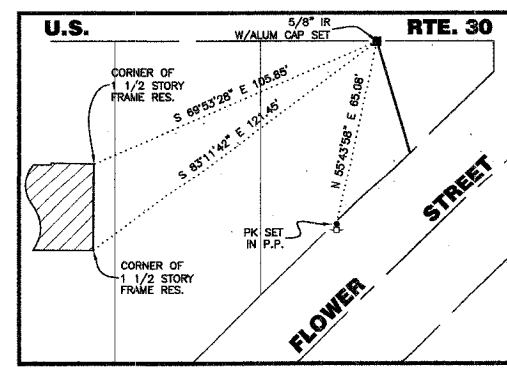 U.S.
5/8" IR
W/ALUM CAP SET
RTE. 30
CORNER OF
1 1/2 STORY
FRAME RES.
S 69°53'28" E 105.85'
S 83°11'42" E 121.45'
N 55°43'58" E 65.08'
PK SET
IN P.P.
CORNER OF
1 1/2 STORY
FRAME RES.
FLOWER STREET